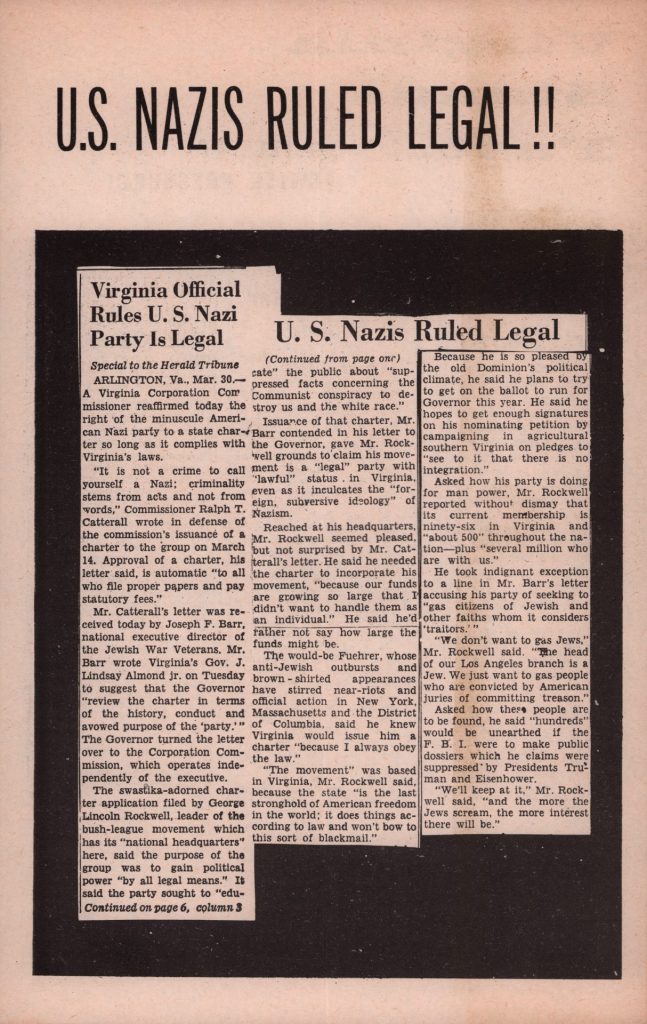 U.S. NAZIS RULED LEGAL !!
Virginia Official
Rules U. S. Nazi
Party Is Legal
Special to the Herald Tribune
ARLINGTON, Va., Mar. 30.—
A Virginia Corporation Com
missioner reaffirmed today the
right of the minuscule Ameri-
can Nazi party to a state char-
ter so long as it complies with
Virginia's laws.
"It is not a crime to call
yourself a Nazi; criminality
stems from acts and not from
words," Commissioner Ralph T.
Catterall wrote in defense of
the commission's issuance of a
charter to the group on March
14. Approval of a charter, his
letter said, is automatic "to all
who file proper papers and pay
statutory fees."
Mr. Catterall's letter was re-
ceived today by Joseph F. Barr,
national executive director of
the Jewish War Veterans. Mr.
Barr wrote Virginia's Gov. J.
Lindsay Almond jr. on Tuesday
to suggest that the Governor
"review the charter in terms
of the history, conduct and
avowed purpose of the 'party.'"
The Governor turned the letter
over to the Corporation Com-
mission, which operates inde-
pendently of the executive.
The swastika-adorned char-
ter application filed by George
Lincoln Rockwell, leader of the
bush-league movement which
has its "national headquarters"
here, said the purpose of the
group was to gain political
power "by all legal means." It
said the party sought to "edu-
Continued on page 6, column 3
U. S. Nazis Ruled Legal
(Continued from page one)
cate" the public about "sup-
pressed facts concerning the
Communist conspiracy to de-
stroy us and the white race."
Issuance of that charter, Mr.
Barr contended in his letter to
the Governor, gave Mr. Rock-
well grounds to claim his move-
ment is a "legal" party with
"lawful" status in Virginia,
even as it inculcates the "for-
eign, subversive ideology" of
Nazism.
Reached at his headquarters,
Mr. Rockwell seemed pleased,
but not surprised by Mr. Cat-
terall's letter. He said he needed
the charter to incorporate his
movement, "because our funds
are growing so large that I
didn't want to handle them as
an individual." He said he'd
rather not say how large the
funds might be.
The would-be Fuehrer, whose
anti-Jewish outbursts and
brown-shirted appearances
have stirred near-riots and
official action in New York,
Massachusetts and the District
of Columbia, said he knew
Virginia would issue him a
charter "because I always obey
the law."
"The movement" was based
in Virginia, Mr. Rockwell said,
because the state "is the last
stronghold of American freedom
in the world; it does things ac-
cording to law and won't bow to
this sort of blackmail."
Because he is so pleased by
the old Dominion's political
climate, he said he plans to try
to get on the ballot to run for
Governor this year. He said he
hopes to get enough signatures
on his nominating petition by
campaigning in agricultural
southern Virginia on pledges to
"see to it that there is no
integration."
Asked how his party is doing
for man power, Mr. Rockwell
reported without dismay that
its current membership is
ninety-six in Virginia and
"about 500" throughout the na-
tion—plus "several million who
are with us."
He took indignant exception
to a line in Mr. Barr's letter
accusing his party of seeking to
"gas citizens of Jewish and
other faiths whom it considers
'traitors.'"
"We don't want to gas Jews,"
Mr. Rockwell said. "The head
of our Los Angeles branch is a
Jew. We just want to gas people
who are convicted by American
juries of committing treason."
Asked how these people are
to be found, he said "hundreds"
would be unearthed if the
F. B. I. were to make public
dossiers which he claims were
suppressed by Presidents Tru
man and Eisenhower.
"We'll keep at it," Mr. Rock-
well said, "and the more the
Jews scream, the more interest
there will be."